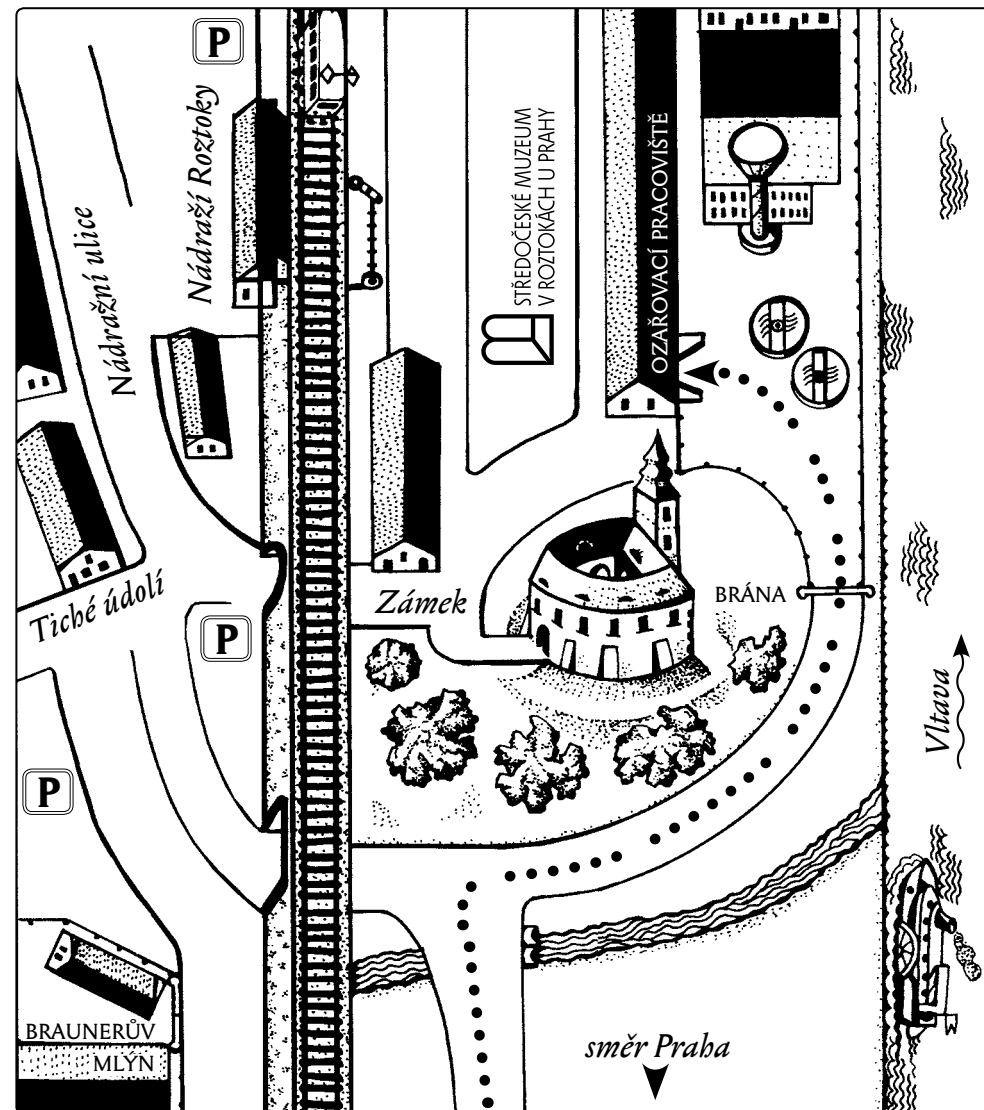 P
Nádraží Roztoky
Nádražní ulice
STŘEDOČESKÉ MUZEUM
V ROZTOKÁCH U PRAHY
OZAŘOVACÍ PRACOVIŠTĚ
Tiché údolí
P
Zámek
BRÁNA
Vltava
P
BRAUNERŮV
MLÝN
směr Praha